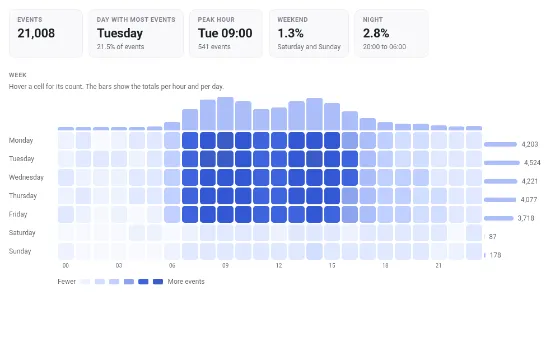 EVENTS
21,008
DAY WITH MOST EVENTS
Tuesday
21.5% of events
PEAK HOUR
Tue 09:00
541 events
WEEKEND
1.3%
Saturday and Sunday
NIGHT
2.8%
20:00 to 06:00
WEEK
Hover a cell for its count. The bars show the totals per hour and per day.
Monday 4,203
Tuesday 4,524
Wednesday 4,221
Thursday 4,077
Friday 3,718
Saturday 87
Sunday 178
00 03 06 09 12 15 18 21
Fewer More events